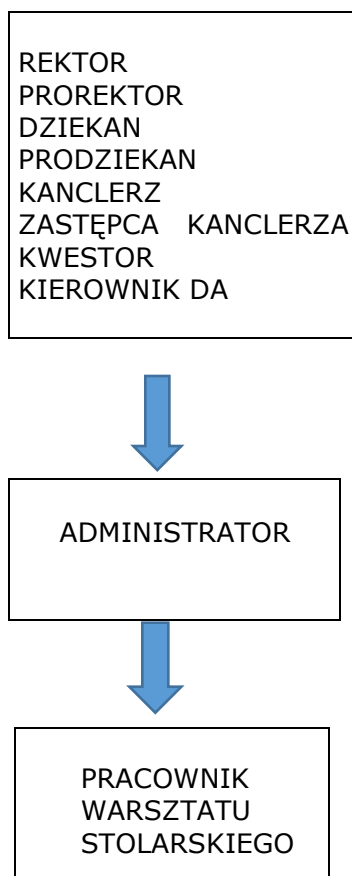 REKTOR
PROREKTOR
DZIEKAN
PRODZIEKAN
KANCLERZ
ZASTĘPCA KANCLERZA
KWESTOR
KIEROWNIK DA
ADMINISTRATOR
PRACOWNIK
WARSZTATU
STOLARSKIEGO